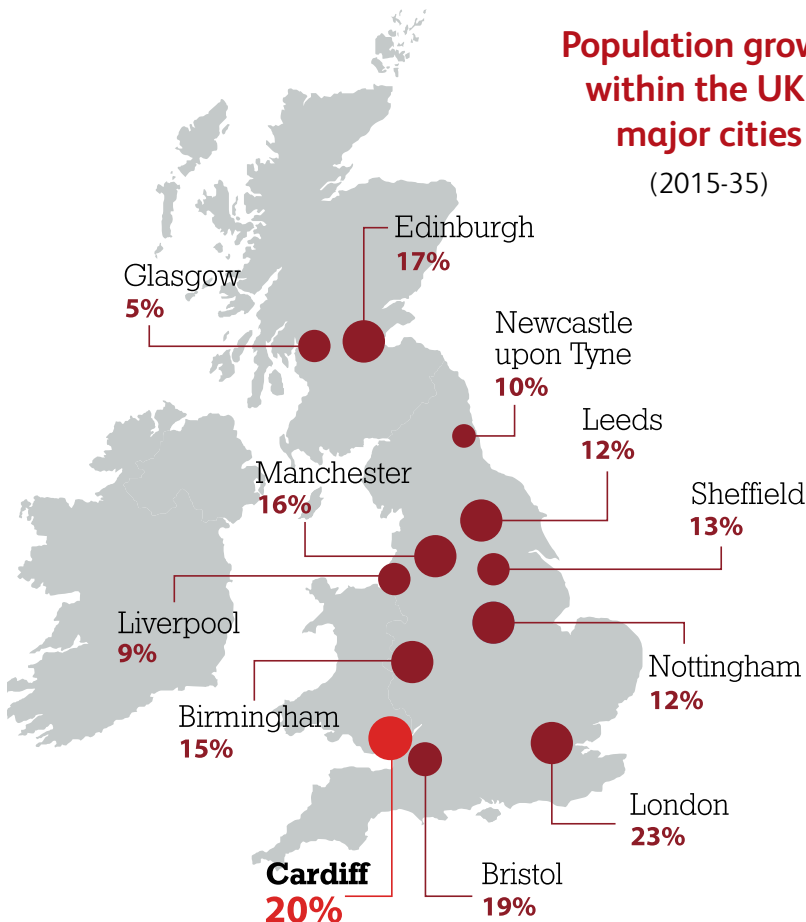 Population grow
within the UK
major cities
(2015-35)
Edinburgh
17%
Glasgow
5%
Newcastle
upon Tyne
10%
Leeds
12%
Manchester
16%
Sheffield
13%
Liverpool
9%
Nottingham
12%
Birmingham
15%
London
23%
Cardiff
20%
Bristol
19%